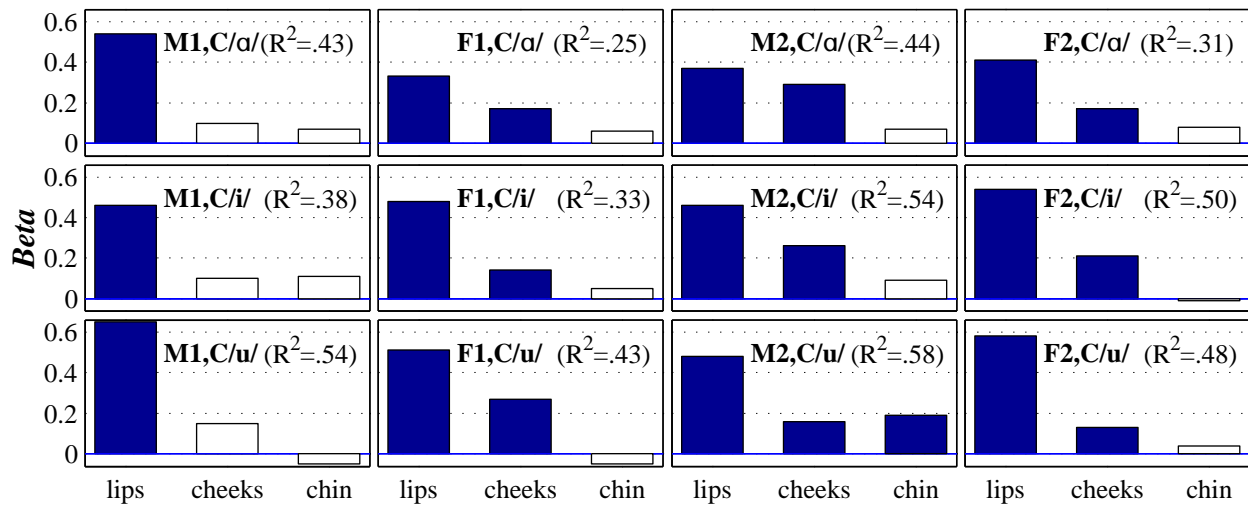 0.6
0.4
0.2
0
M1,C/ɑ/(R²=.43)
F1,C/ɑ/ (R²=.25)
M2,C/ɑ/(R²=.44)
F2,C/ɑ/ (R²=.31)
0.6
0.4
0.2
0
M1,C/i/ (R²=.38)
F1,C/i/ (R²=.33)
M2,C/i/ (R²=.54)
F2,C/i/ (R²=.50)
Beta
0.6
0.4
0.2
0
M1,C/u/ (R²=.54)
F1,C/u/ (R²=.43)
M2,C/u/ (R²=.58)
F2,C/u/ (R²=.48)
lips cheeks chin lips cheeks chin lips cheeks chin lips cheeks chin